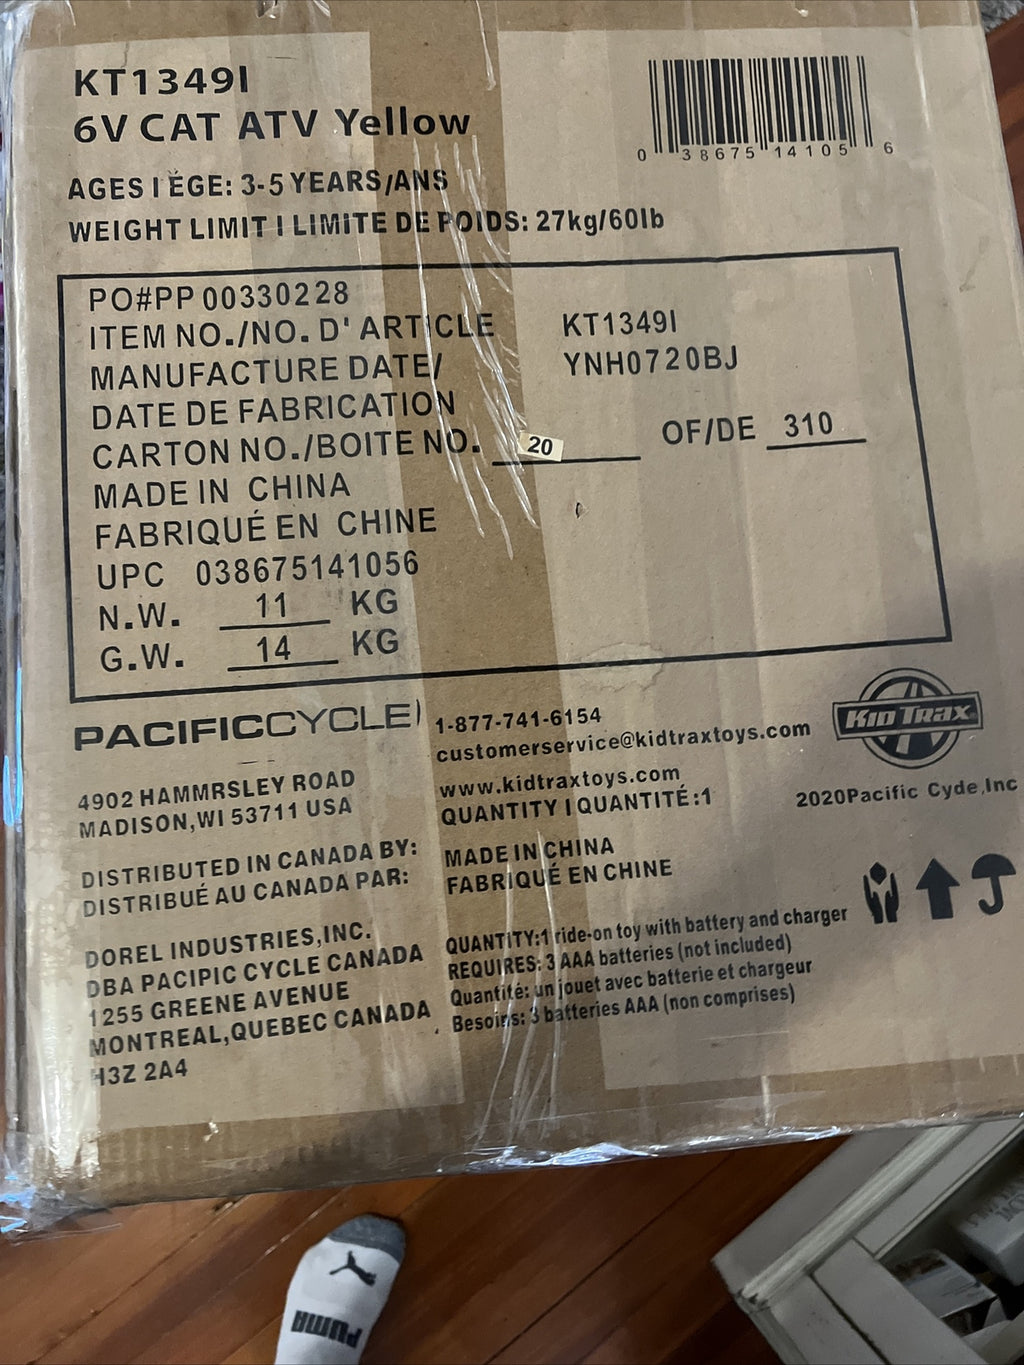 KT1349I
6V CAT ATV Yellow
0 38675 14105 6
AGES I ÉGE: 3-5 YEARS/ANS
WEIGHT LIMIT I LIMITE DE POIDS: 27kg/60lb
PO#PP 00330228
ITEM NO./NO. D' ARTICLE KT1349I
MANUFACTURE DATE/ YNH0720BJ
DATE DE FABRICATION
CARTON NO./BOITE NO. 20 OF/DE 310
MADE IN CHINA
FABRIQUÉ EN CHINE
UPC 038675141056
N.W. 11 KG
G.W. 14 KG
PACIFICCYCLE
4902 HAMMRSLEY ROAD
MADISON,WI 53711 USA
DISTRIBUTED IN CANADA BY:
DISTRIBUÉ AU CANADA PAR:
DOREL INDUSTRIES,INC.
DBA PACIPIC CYCLE CANADA
1255 GREENE AVENUE
MONTREAL,QUEBEC CANADA
H3Z 2A4
1-877-741-6154
customerservice@kidtraxtoys.com
www.kidtraxtoys.com
QUANTITY I QUANTITÉ:1
MADE IN CHINA
FABRIQUÉ EN CHINE
QUANTITY:1 ride-on toy with battery and charger
REQUIRES: 3 AAA batteries (not included)
Quantité: un jouet avec batterie et chargeur
Besoins: 3 batteries AAA (non comprises)
KID TRAX
2020Pacific Cyde,Inc
PUMA